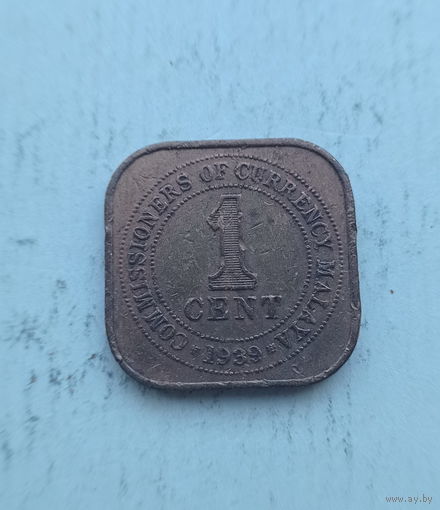 COMMISSIONERS OF CURRENCY MALAYA
1
CENT
1939
www.ay.by